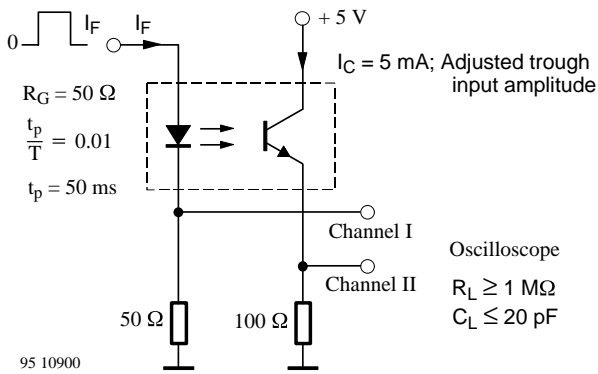 0
I_F
I_F
+ 5 V
I_C = 5 mA; Adjusted trough
input amplitude
R_G = 50 Ω
t_p
T
= 0.01
t_p = 50 ms
Channel I
Channel II
Oscilloscope
R_L ≥ 1 MΩ
C_L ≤ 20 pF
50 Ω
100 Ω
95 10900